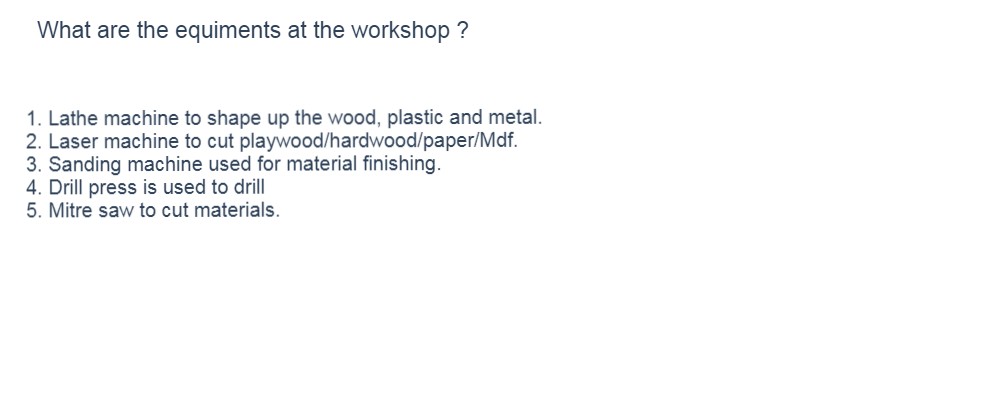 What are the equiments at the workshop ?
1. Lathe machine to shape up the wood, plastic and metal.
2. Laser machine to cut playwood/hardwood/paper/Mdf.
3. Sanding machine used for material finishing.
4. Drill press is used to drill
5. Mitre saw to cut materials.